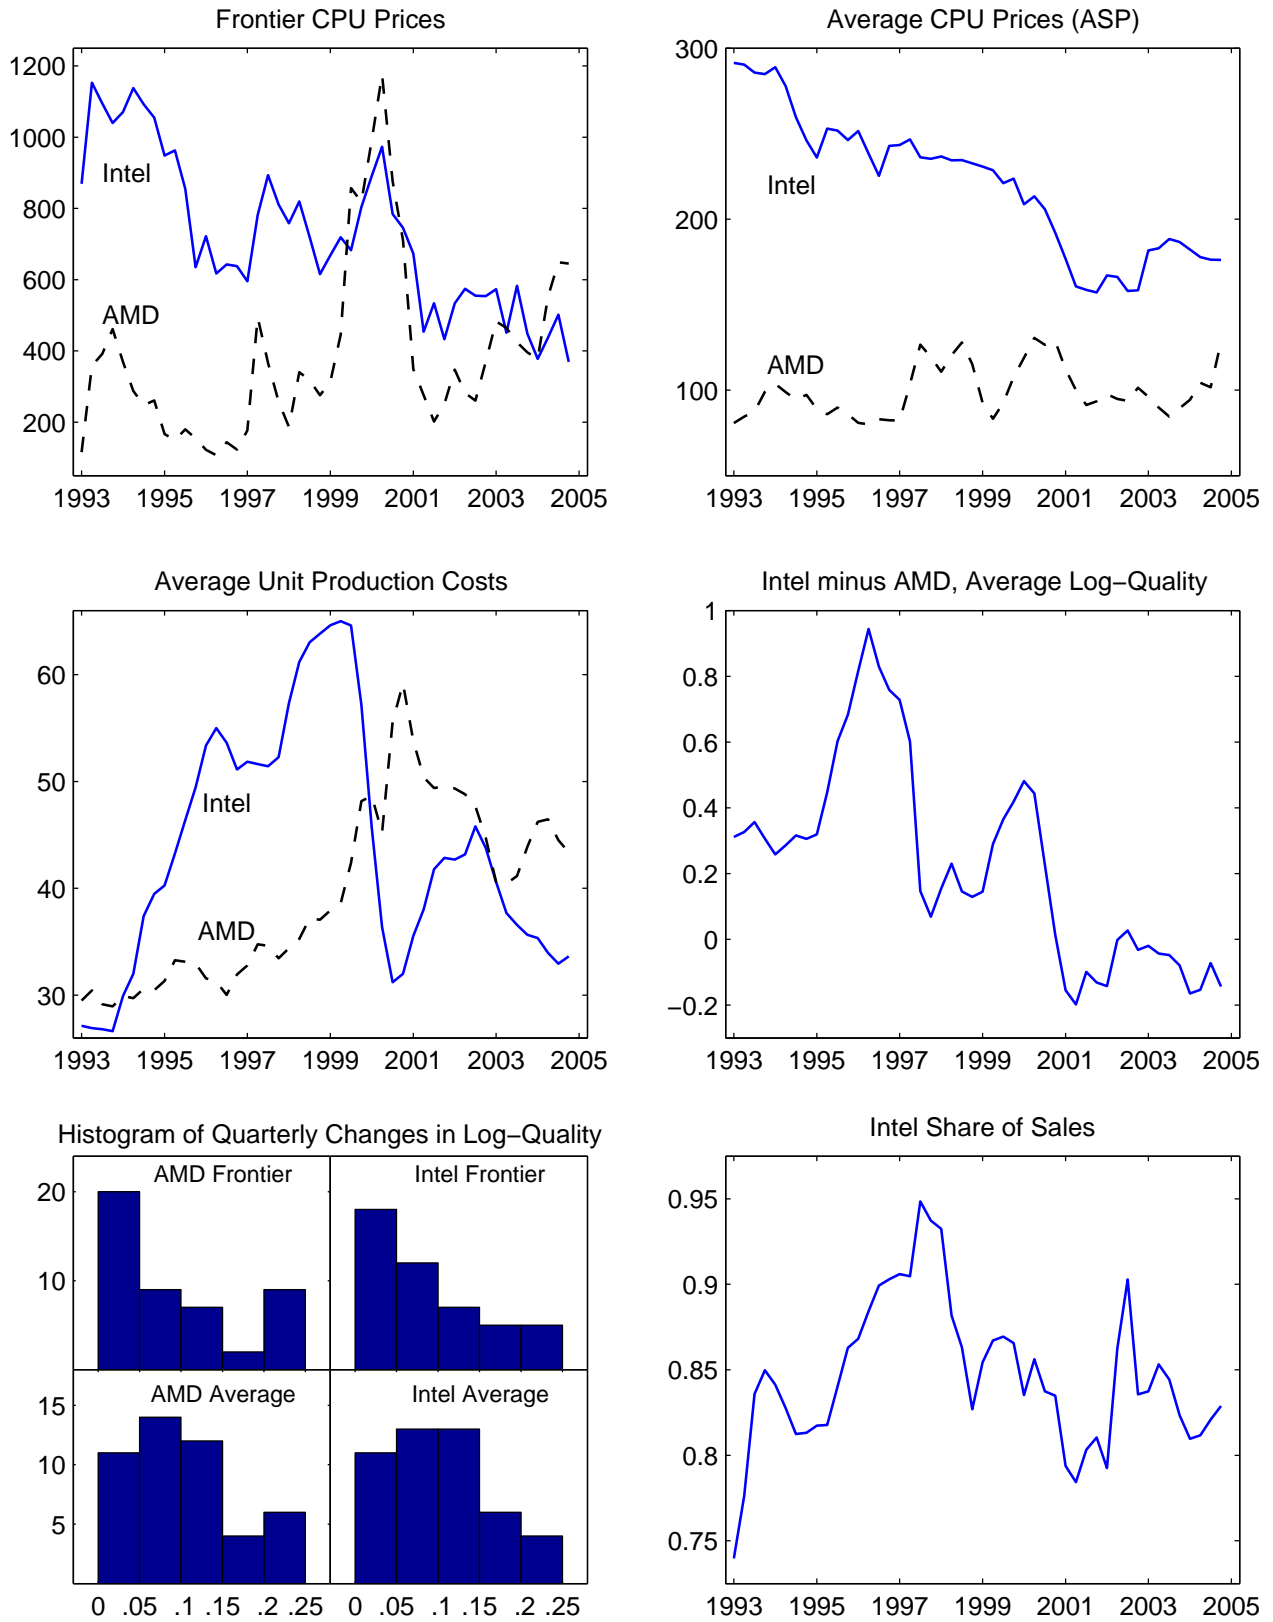 Frontier CPU Prices
1200
1000
800
600
400
200
Intel
AMD
1993 1995 1997 1999 2001 2003 2005
Average CPU Prices (ASP)
300
200
100
Intel
AMD
1993 1995 1997 1999 2001 2003 2005
Average Unit Production Costs
60
50
40
30
Intel
AMD
1993 1995 1997 1999 2001 2003 2005
Intel minus AMD, Average Log−Quality
1
0.8
0.6
0.4
0.2
0
−0.2
1993 1995 1997 1999 2001 2003 2005
Histogram of Quarterly Changes in Log−Quality
AMD Frontier
Intel Frontier
20
10
AMD Average
Intel Average
15
10
5
0 .05 .1 .15 .2 .25
0 .05 .1 .15 .2 .25
Intel Share of Sales
0.95
0.9
0.85
0.8
0.75
1993 1995 1997 1999 2001 2003 2005